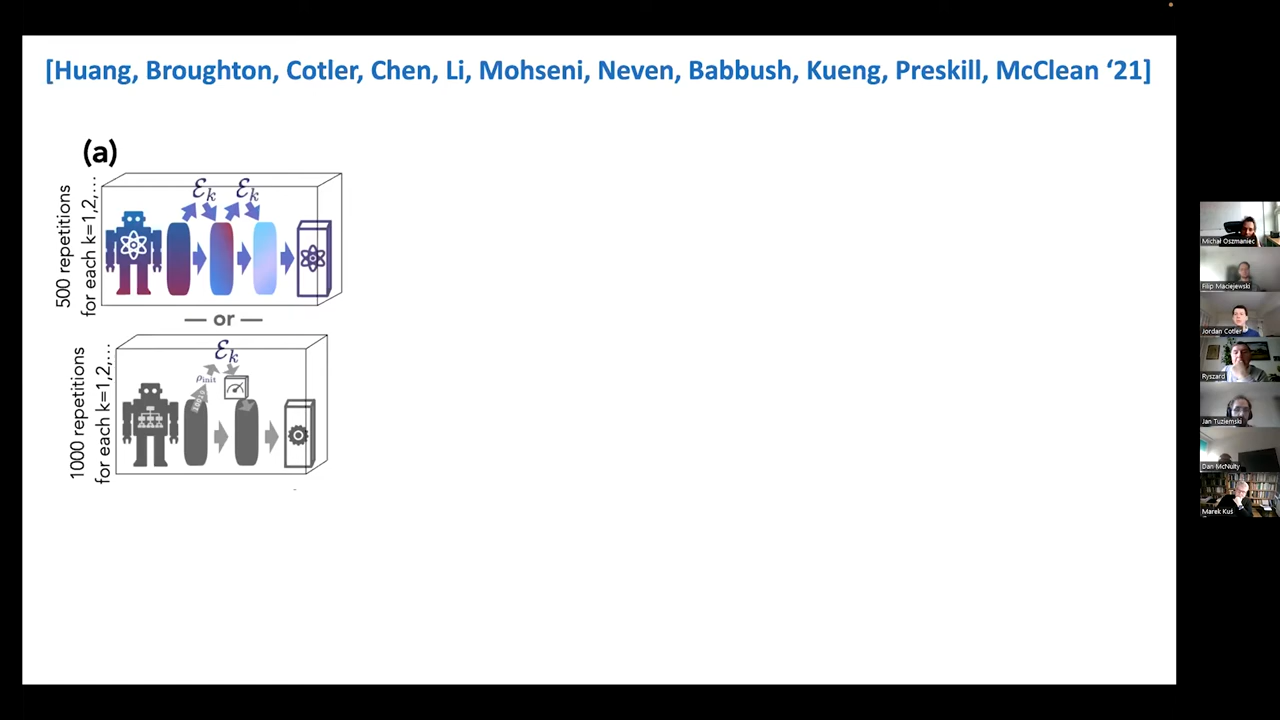 [Huang, Broughton, Cotler, Chen, Li, Mohseni, Neven, Babbush, Kueng, Preskill, McClean ‘21]
(a)
500 repetitions
for each k=1,2,...
ℰk ℰk
— or —
1000 repetitions
for each k=1,2,...
ℰk
ρinit
Michał Oszmaniec
Filip Maciejewski
Jordan Cotler
Ryszard
Jan Tuziemski
Dan McNulty
Marek Kuś